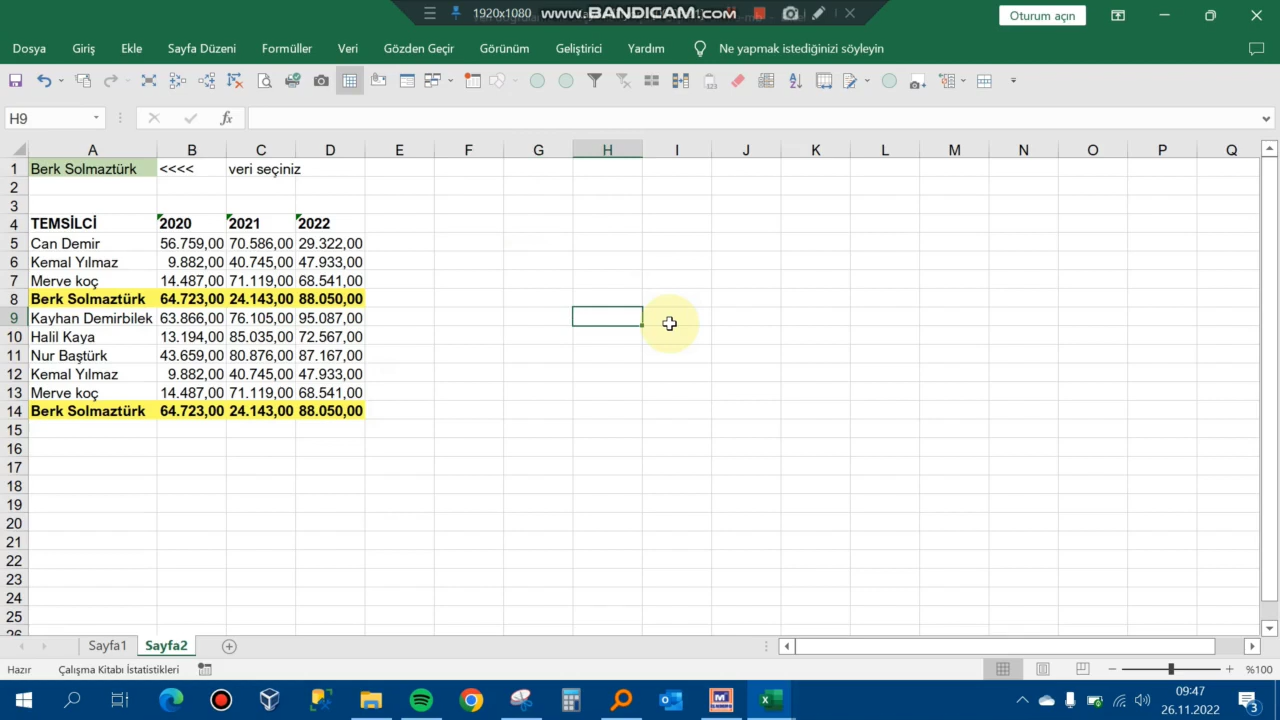 1920x1080 www.BANDICAM.com Oturum açın
Dosya Giriş Ekle Sayfa Düzeni Formüller Veri Gözden Geçir Görünüm Geliştirici Yardım Ne yapmak istediğinizi söyleyin
H9 fx
A B C D E F G H I J K L M N O P Q
1 Berk Solmaztürk <<<< veri seçiniz
2
3
4 TEMSİLCİ 2020 2021 2022
5 Can Demir 56.759,00 70.586,00 29.322,00
6 Kemal Yılmaz 9.882,00 40.745,00 47.933,00
7 Merve koç 14.487,00 71.119,00 68.541,00
8 Berk Solmaztürk 64.723,00 24.143,00 88.050,00
9 Kayhan Demirbilek 63.866,00 76.105,00 95.087,00
10 Halil Kaya 13.194,00 85.035,00 72.567,00
11 Nur Baştürk 43.659,00 80.876,00 87.167,00
12 Kemal Yılmaz 9.882,00 40.745,00 47.933,00
13 Merve koç 14.487,00 71.119,00 68.541,00
14 Berk Solmaztürk 64.723,00 24.143,00 88.050,00
15
16
17
18
19
20
21
22
23
24
25
26
Sayfa1 Sayfa2
Hazır Çalışma Kitabı İstatistikleri %100
09:47
26.11.2022 3